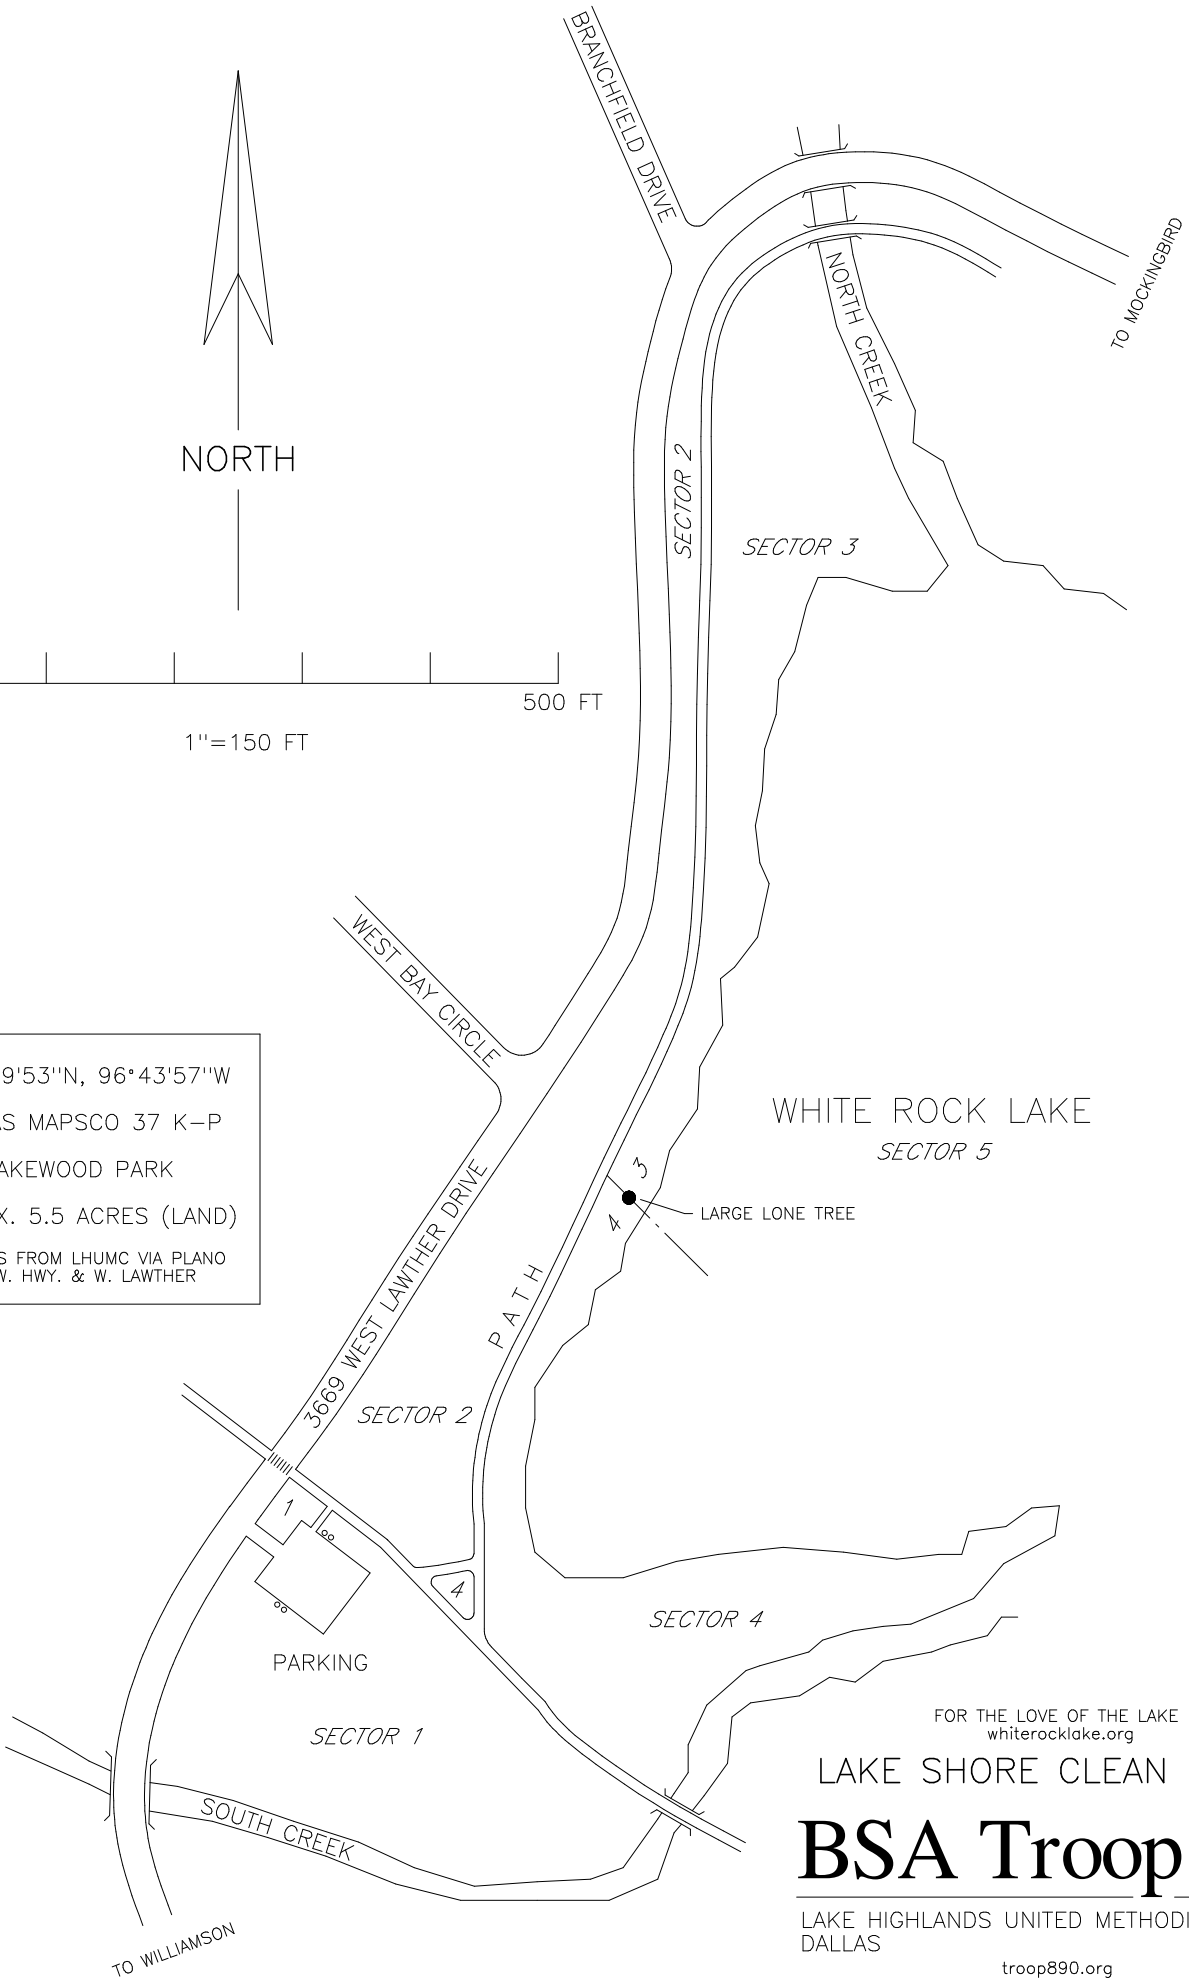 BRANCHFIELD DRIVE
TO MOCKINGBIRD
NORTH CREEK
NORTH
SECTOR 2
SECTOR 3
500 FT
1"=150 FT
WEST BAY CIRCLE
9'53''N, 96°43'57''W
AS MAPSCO 37 K-P
AKEWOOD PARK
X. 5.5 ACRES (LAND)
S FROM LHUMC VIA PLANO
W. HWY. & W. LAWTHER
WHITE ROCK LAKE
SECTOR 5
3
4
LARGE LONE TREE
3669 WEST LAWTHER DRIVE
PATH
SECTOR 2
1
4
SECTOR 4
PARKING
SECTOR 1
SOUTH CREEK
TO WILLIAMSON
FOR THE LOVE OF THE LAKE
whiterocklake.org
LAKE SHORE CLEAN
BSA Troop
LAKE HIGHLANDS UNITED METHODI
DALLAS
troop890.org